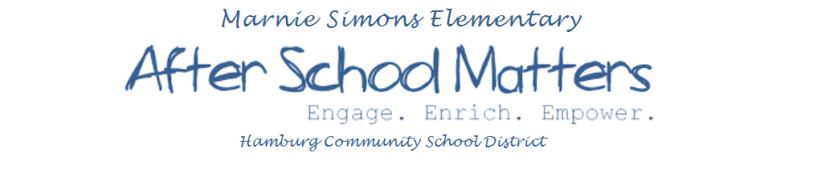 Marnie Simons Elementary
After School Matters
Engage. Enrich. Empower.
Hamburg Community School District